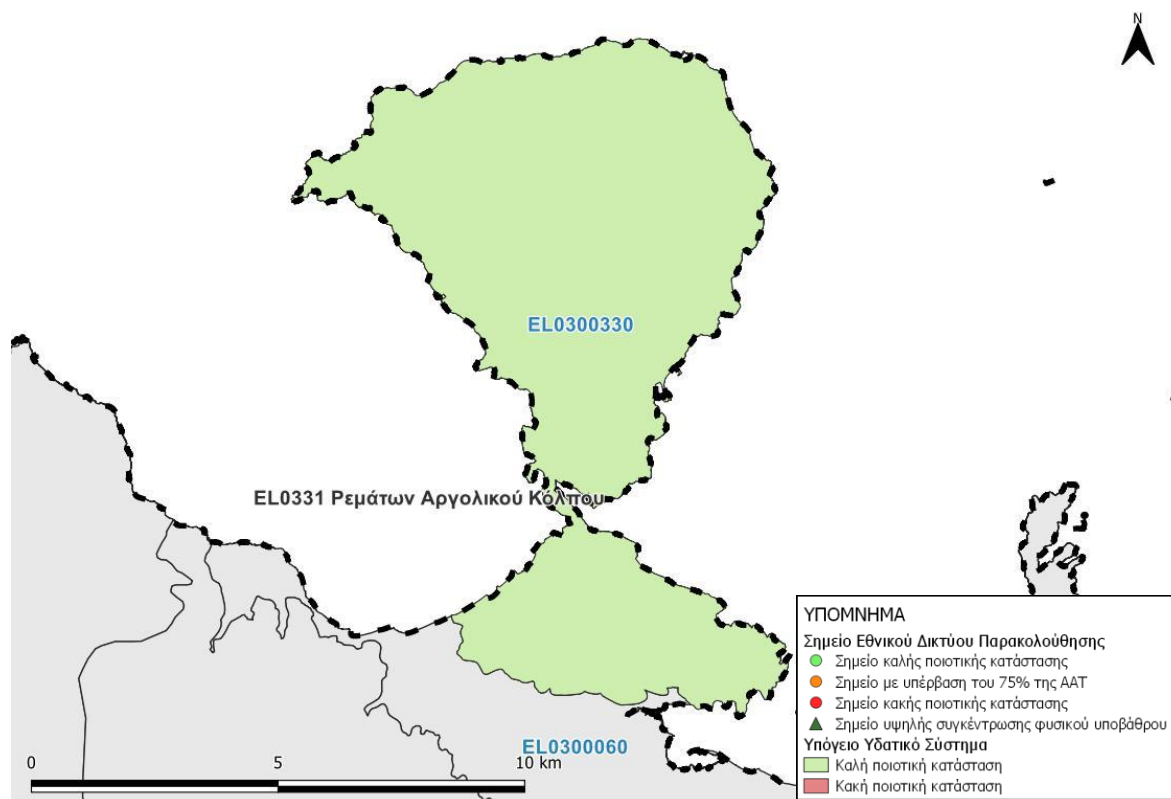 N
EL0300330
EL0331 Ρεμάτων Αργολικού Κόλπου
EL0300060
0 5 10 km
ΥΠΟΜΝΗΜΑ
Σημείο Εθνικού Δικτύου Παρακολούθησης
Σημείο καλής ποιοτικής κατάστασης
Σημείο με υπέρβαση του 75% της ΑΑΤ
Σημείο κακής ποιοτικής κατάστασης
Σημείο υψηλής συγκέντρωσης φυσικού υποβάθρου
Υπόγειο Υδατικό Σύστημα
Καλή ποιοτική κατάσταση
Κακή ποιοτική κατάσταση